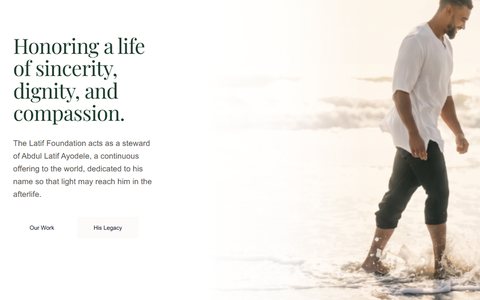 Honoring a life
of sincerity,
dignity, and
compassion.
The Latif Foundation acts as a steward
of Abdul Latif Ayodele, a continuous
offering to the world, dedicated to his
name so that light may reach him in the
afterlife.
Our Work
His Legacy